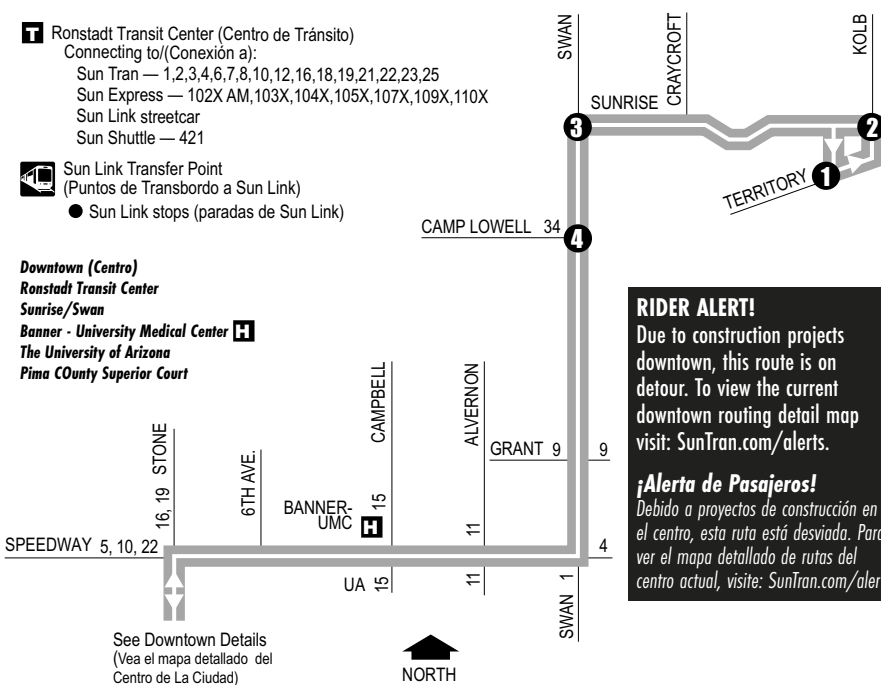 T Ronstadt Transit Center (Centro de Tránsito)
Connecting to/(Conexión a):
Sun Tran — 1,2,3,4,6,7,8,10,12,16,18,19,21,22,23,25
Sun Express — 102X AM,103X,104X,105X,107X,109X,110X
Sun Link streetcar
Sun Shuttle — 421
Sun Link Transfer Point
(Puntos de Transbordo a Sun Link)
Sun Link stops (paradas de Sun Link)
Downtown (Centro)
Ronstadt Transit Center
Sunrise/Swan
Banner - University Medical Center H
The University of Arizona
Pima COunty Superior Court
SWAN
CRAYCROFT
KOLB
SUNRISE
3
2
1
TERRITORY
CAMP LOWELL 34
4
RIDER ALERT!
Due to construction projects
downtown, this route is on
detour. To view the current
downtown routing detail map
visit: SunTran.com/alerts.
¡Alerta de Pasajeros!
Debido a proyectos de construcción en
el centro, esta ruta está desviada. Para
ver el mapa detallado de rutas del
centro actual, visite: SunTran.com/aler
16, 19 STONE
6TH AVE.
BANNER-
UMC H
15 CAMPBELL
11 ALVERNON
GRANT 9
9
SPEEDWAY 5, 10, 22
4
UA 15
11
SWAN 1
See Downtown Details
(Vea el mapa detallado del
Centro de La Ciudad)
NORTH